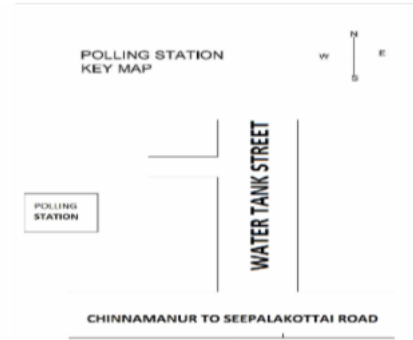 POLLING STATION
KEY MAP
N
W
E
S
WATER TANK STREET
POLLING
STATION
CHINNAMANUR TO SEEPALAKOTTAI ROAD